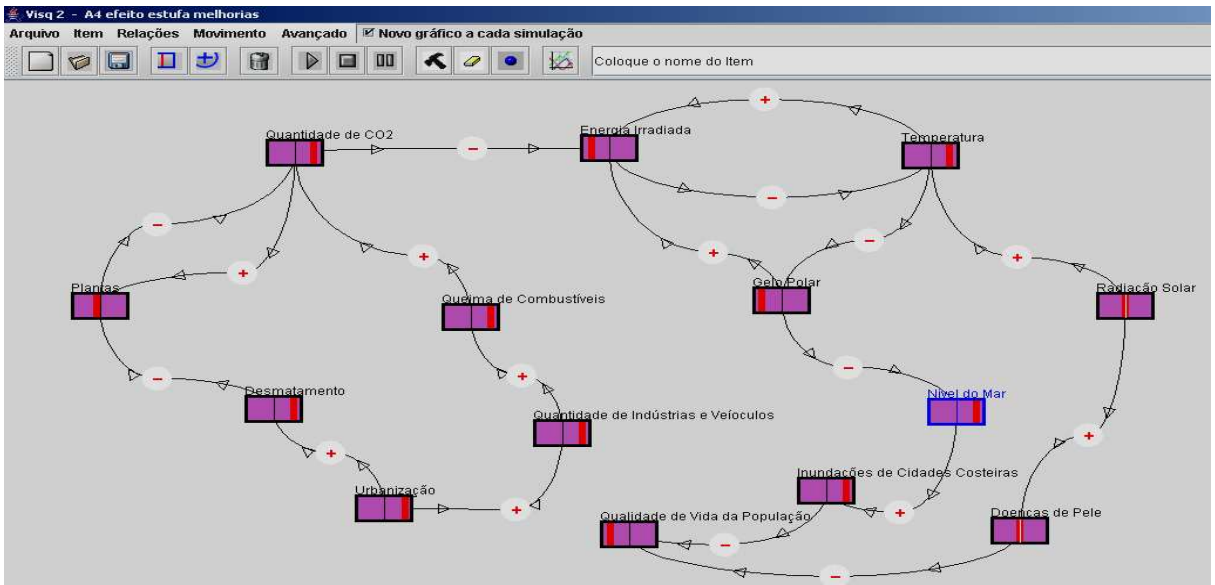 Visq 2 - A4 efeito estufa melhorias
Arquivo Item Relações Movimento Avançado Novo gráfico a cada simulação
Coloque o nome do Item
+
Quantidade de CO2
Energia Irradiada
Temperatura
−
−
−
−
+
+
+
+
Plantas
Queima de Combustíveis
Gelo Polar
Radiação Solar
−
−
+
Desmatamento
Nivel do Mar
Quantidade de Indústrias e Veíoculos
+
+
Inundações de Cidades Costeiras
Urbanização
+
+
Qualidade de Vida da População
Doenças de Pele
−
−